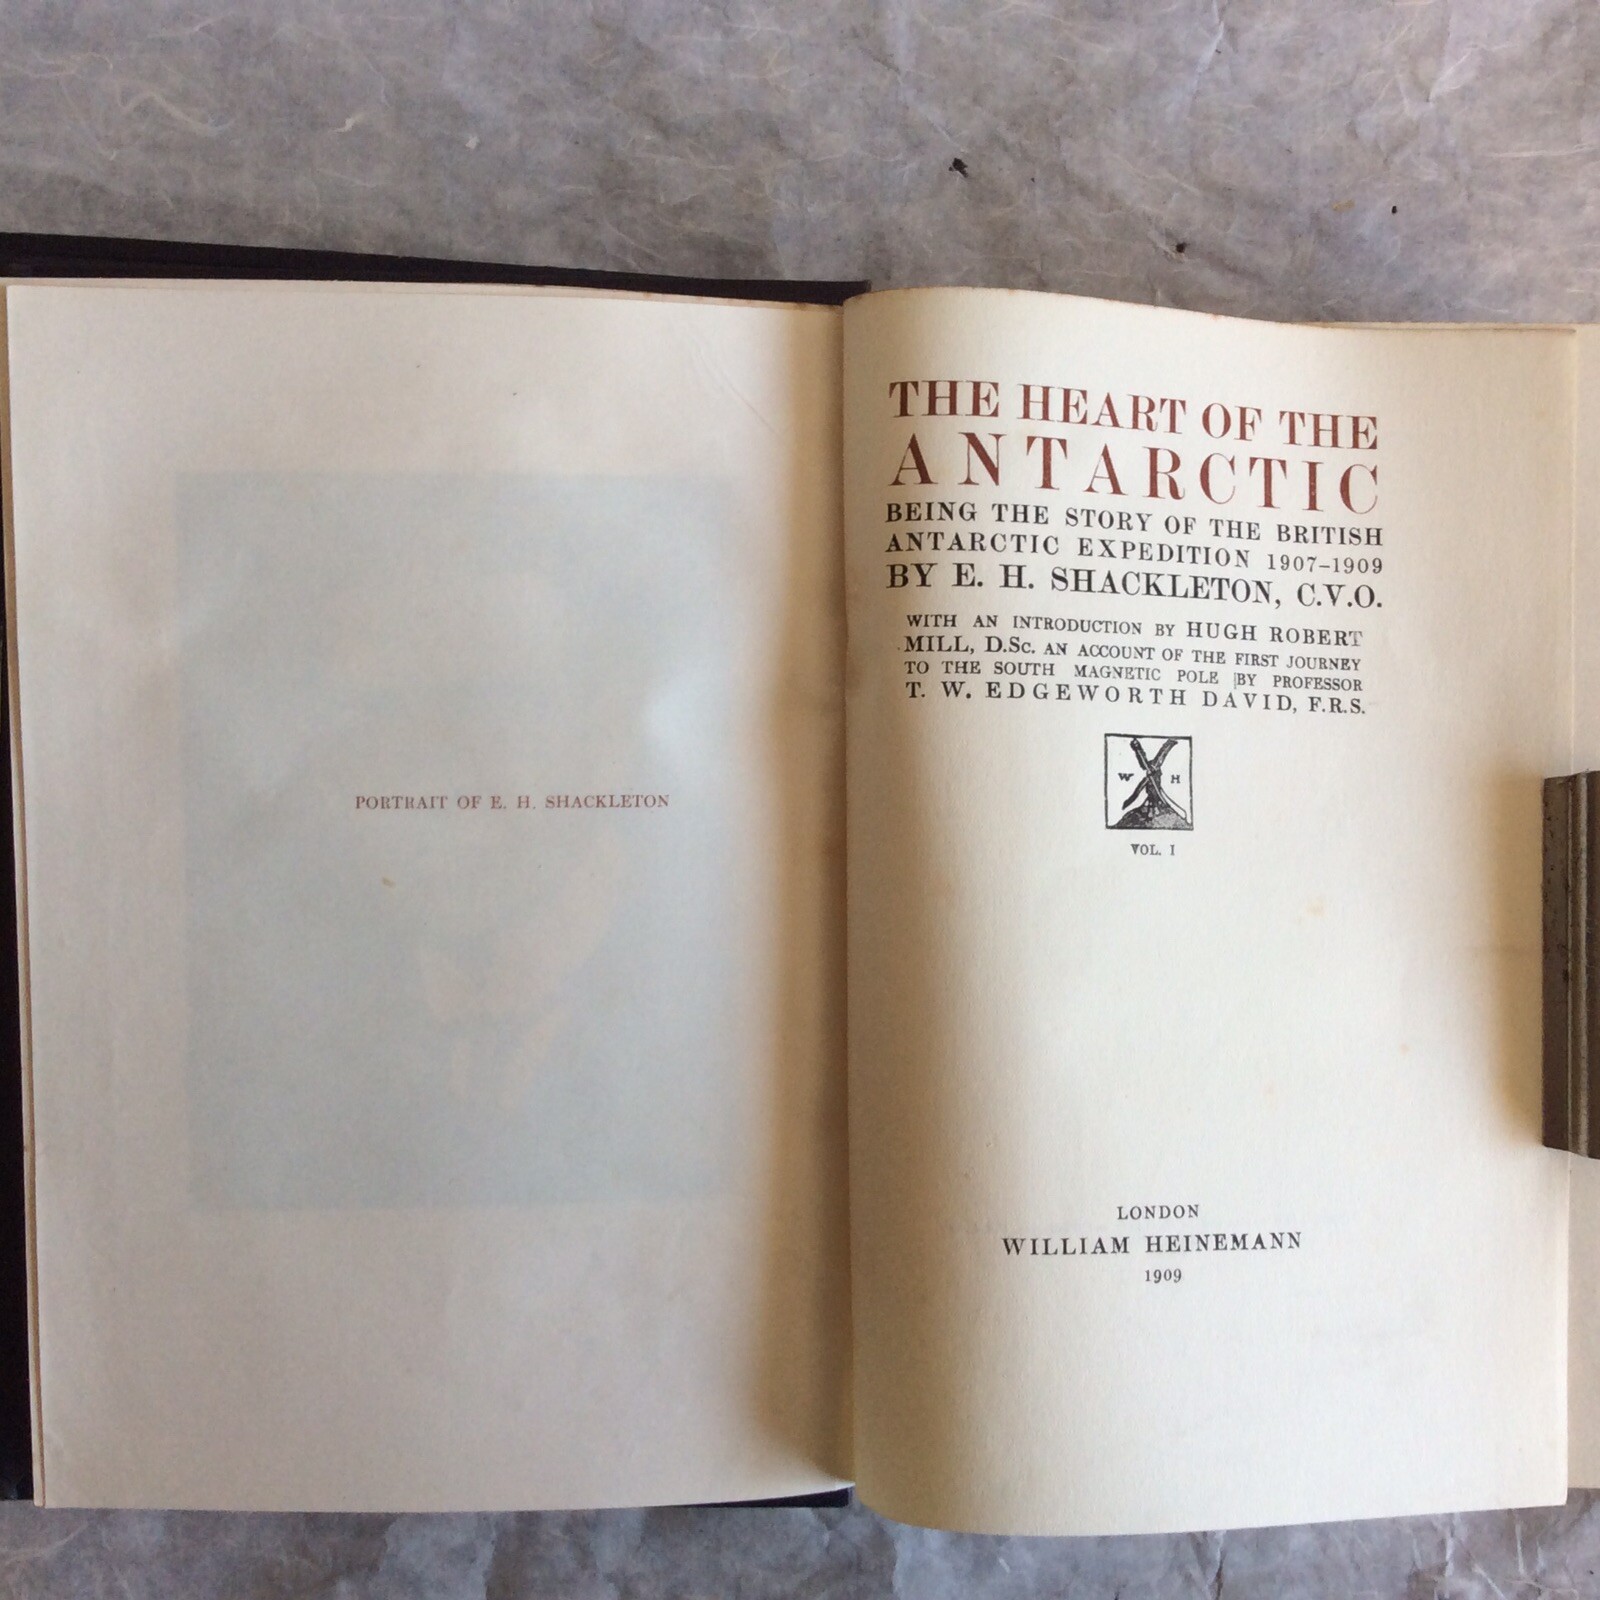 PORTRAIT OF E. H. SHACKLETON
THE HEART OF THE
ANTARCTIC
BEING THE STORY OF THE BRITISH
ANTARCTIC EXPEDITION 1907–1909
BY E. H. SHACKLETON, C.V.O.
WITH AN INTRODUCTION BY HUGH ROBERT
MILL, D.Sc. AN ACCOUNT OF THE FIRST JOURNEY
TO THE SOUTH MAGNETIC POLE BY PROFESSOR
T. W. EDGEWORTH DAVID, F.R.S.
W H
VOL. I
LONDON
WILLIAM HEINEMANN
1909